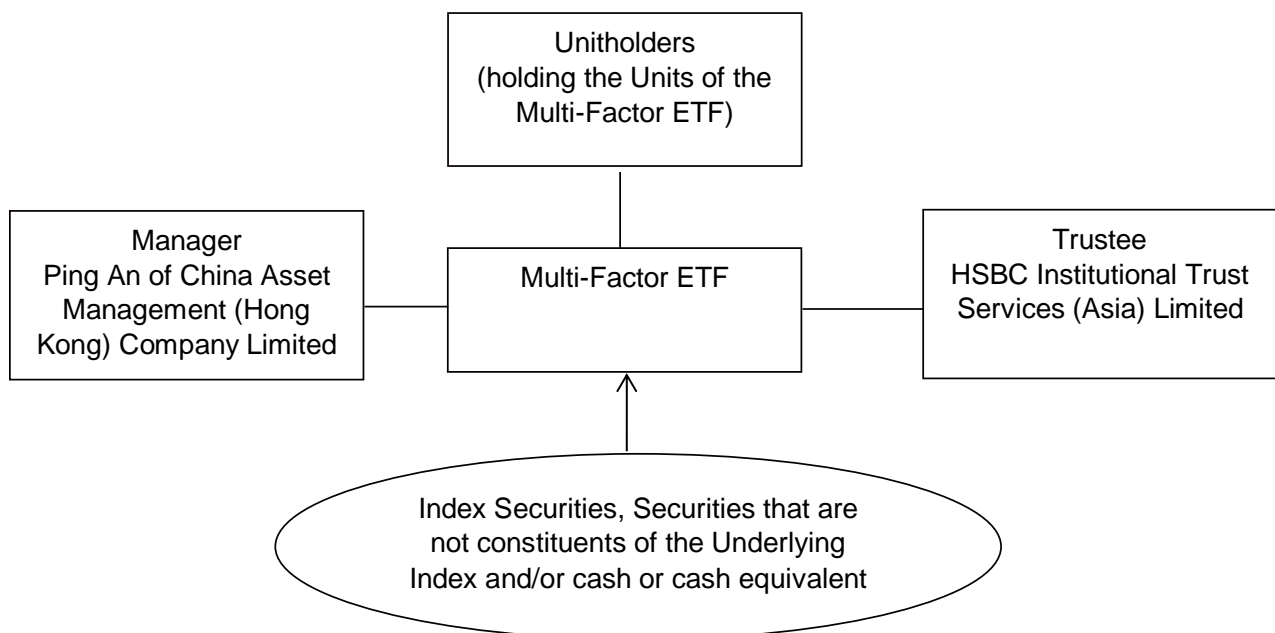 Unitholders
(holding the Units of the
Multi-Factor ETF)
Manager
Ping An of China Asset
Management (Hong
Kong) Company Limited
Multi-Factor ETF
Trustee
HSBC Institutional Trust
Services (Asia) Limited
Index Securities, Securities that are
not constituents of the Underlying
Index and/or cash or cash equivalent